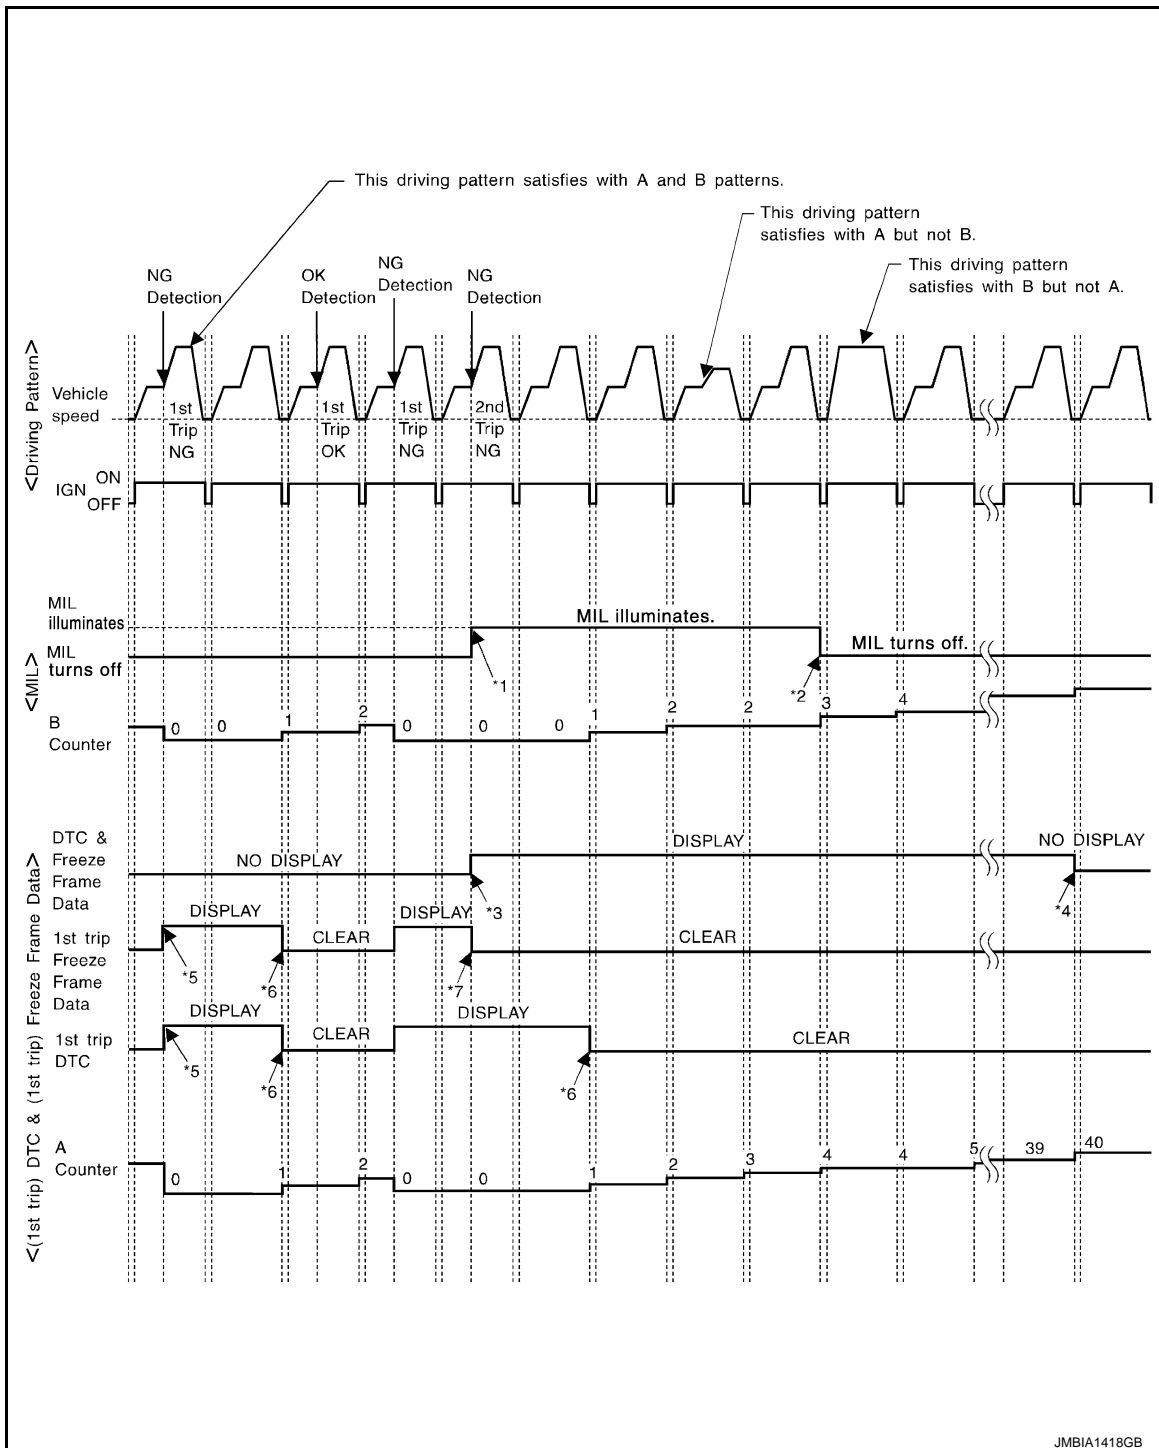 This driving pattern satisfies with A and B patterns.
This driving pattern
satisfies with A but not B.
This driving pattern
satisfies with B but not A.
NG
Detection
OK
Detection
NG
Detection
NG
Detection
<Driving Pattern>
Vehicle
speed
1st
Trip
NG
1st
Trip
OK
1st
Trip
NG
2nd
Trip
NG
IGN ON
OFF
<MIL>
MIL
illuminates
MIL illuminates.
MIL
turns off
MIL turns off.
*1
*2
B
Counter
0 0 1 2 0 0 0 1 2 2 3 4
<(1st trip) DTC & (1st trip) Freeze Frame Data>
DTC &
Freeze
Frame
Data
NO DISPLAY
DISPLAY
NO DISPLAY
*3
*4
1st trip
Freeze
Frame
Data
DISPLAY
CLEAR
DISPLAY
CLEAR
*5
*6
*7
1st trip
DTC
DISPLAY
CLEAR
DISPLAY
CLEAR
*5
*6
*6
A
Counter
0 1 2 0 0 1 2 3 4 4 5 39 40
JMBIA1418GB